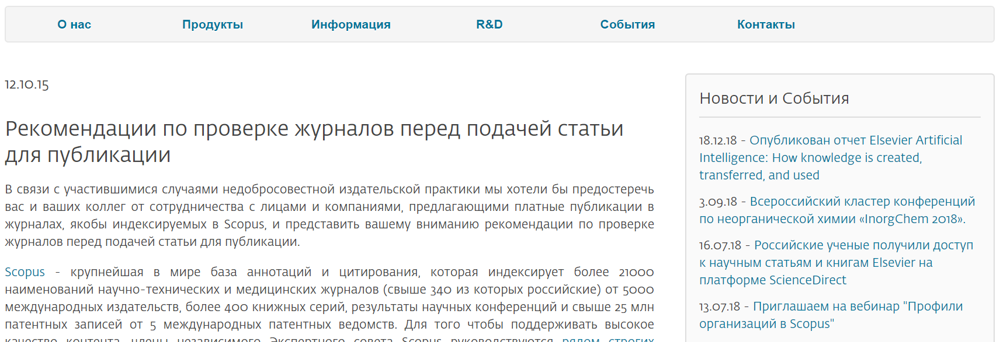 О нас Продукты Информация R&D События Контакты
12.10.15
Рекомендации по проверке журналов перед подачей статьи
для публикации
В связи с участившимися случаями недобросовестной издательской практики мы хотели бы предостеречь
вас и ваших коллег от сотрудничества с лицами и компаниями, предлагающими платные публикации в
журналах, якобы индексируемых в Scopus, и представить вашему вниманию рекомендации по проверке
журналов перед подачей статьи для публикации.
Scopus - крупнейшая в мире база аннотаций и цитирования, которая индексирует более 21000
наименований научно-технических и медицинских журналов (свыше 340 из которых российские) от 5000
международных издательств, более 400 книжных серий, результаты научных конференций и свыше 25 млн
патентных записей от 5 международных патентных ведомств. Для того чтобы поддерживать высокое
качество контента, члены независимого Экспертного совета Scopus руководствуются рядом строгих
Новости и События
18.12.18 - Опубликован отчет Elsevier Artificial
Intelligence: How knowledge is created,
transferred, and used
3.09.18 - Всероссийский кластер конференций
по неорганической химии «InorgChem 2018».
16.07.18 - Российские ученые получили доступ
к научным статьям и книгам Elsevier на
платформе ScienceDirect
13.07.18 - Приглашаем на вебинар "Профили
организаций в Scopus"